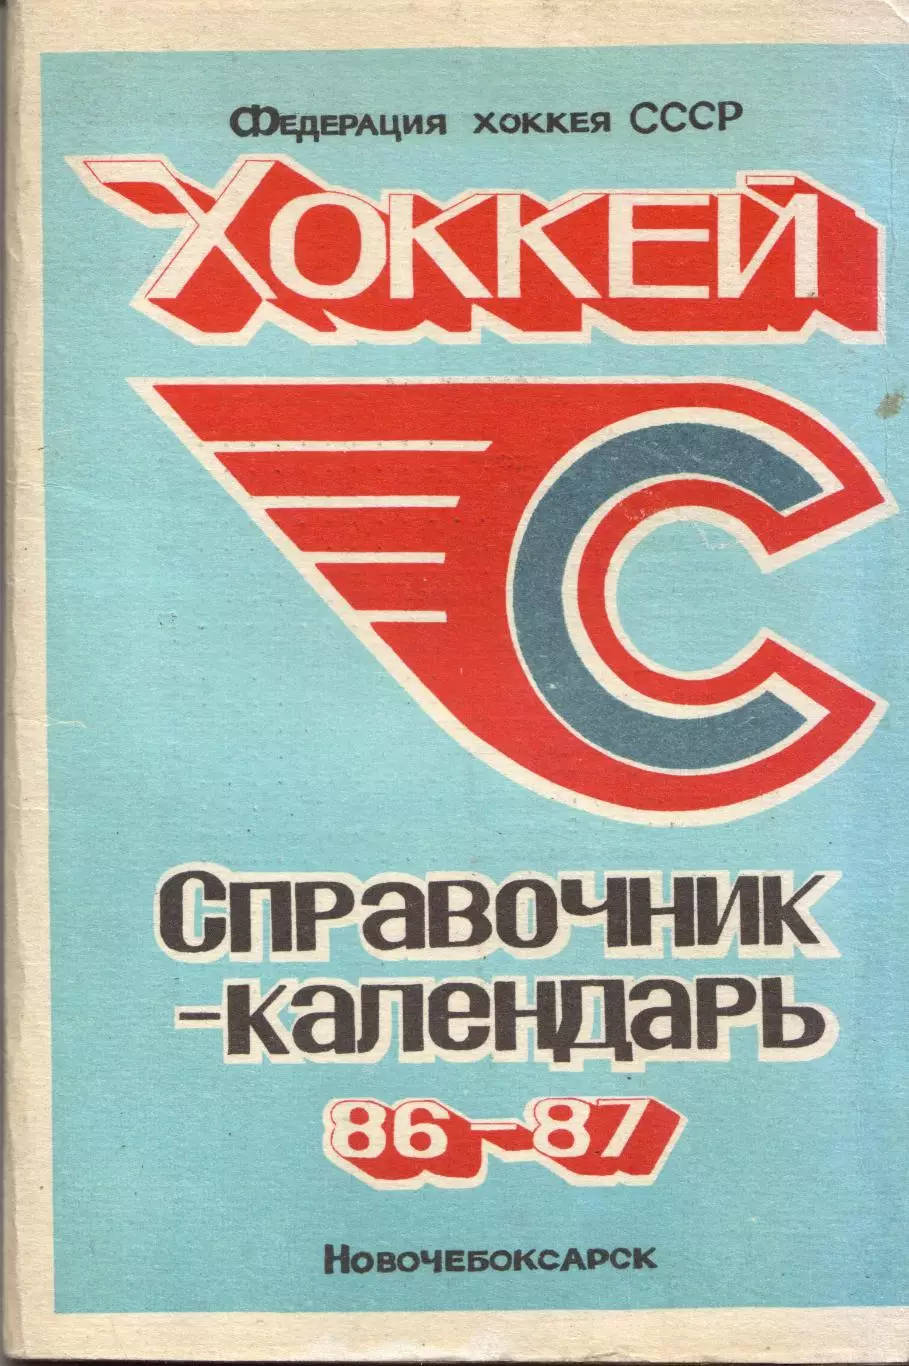 Федерация хоккея СССР
Хоккей
С
Справочник
-календарь
86-87
Новочебоксарск